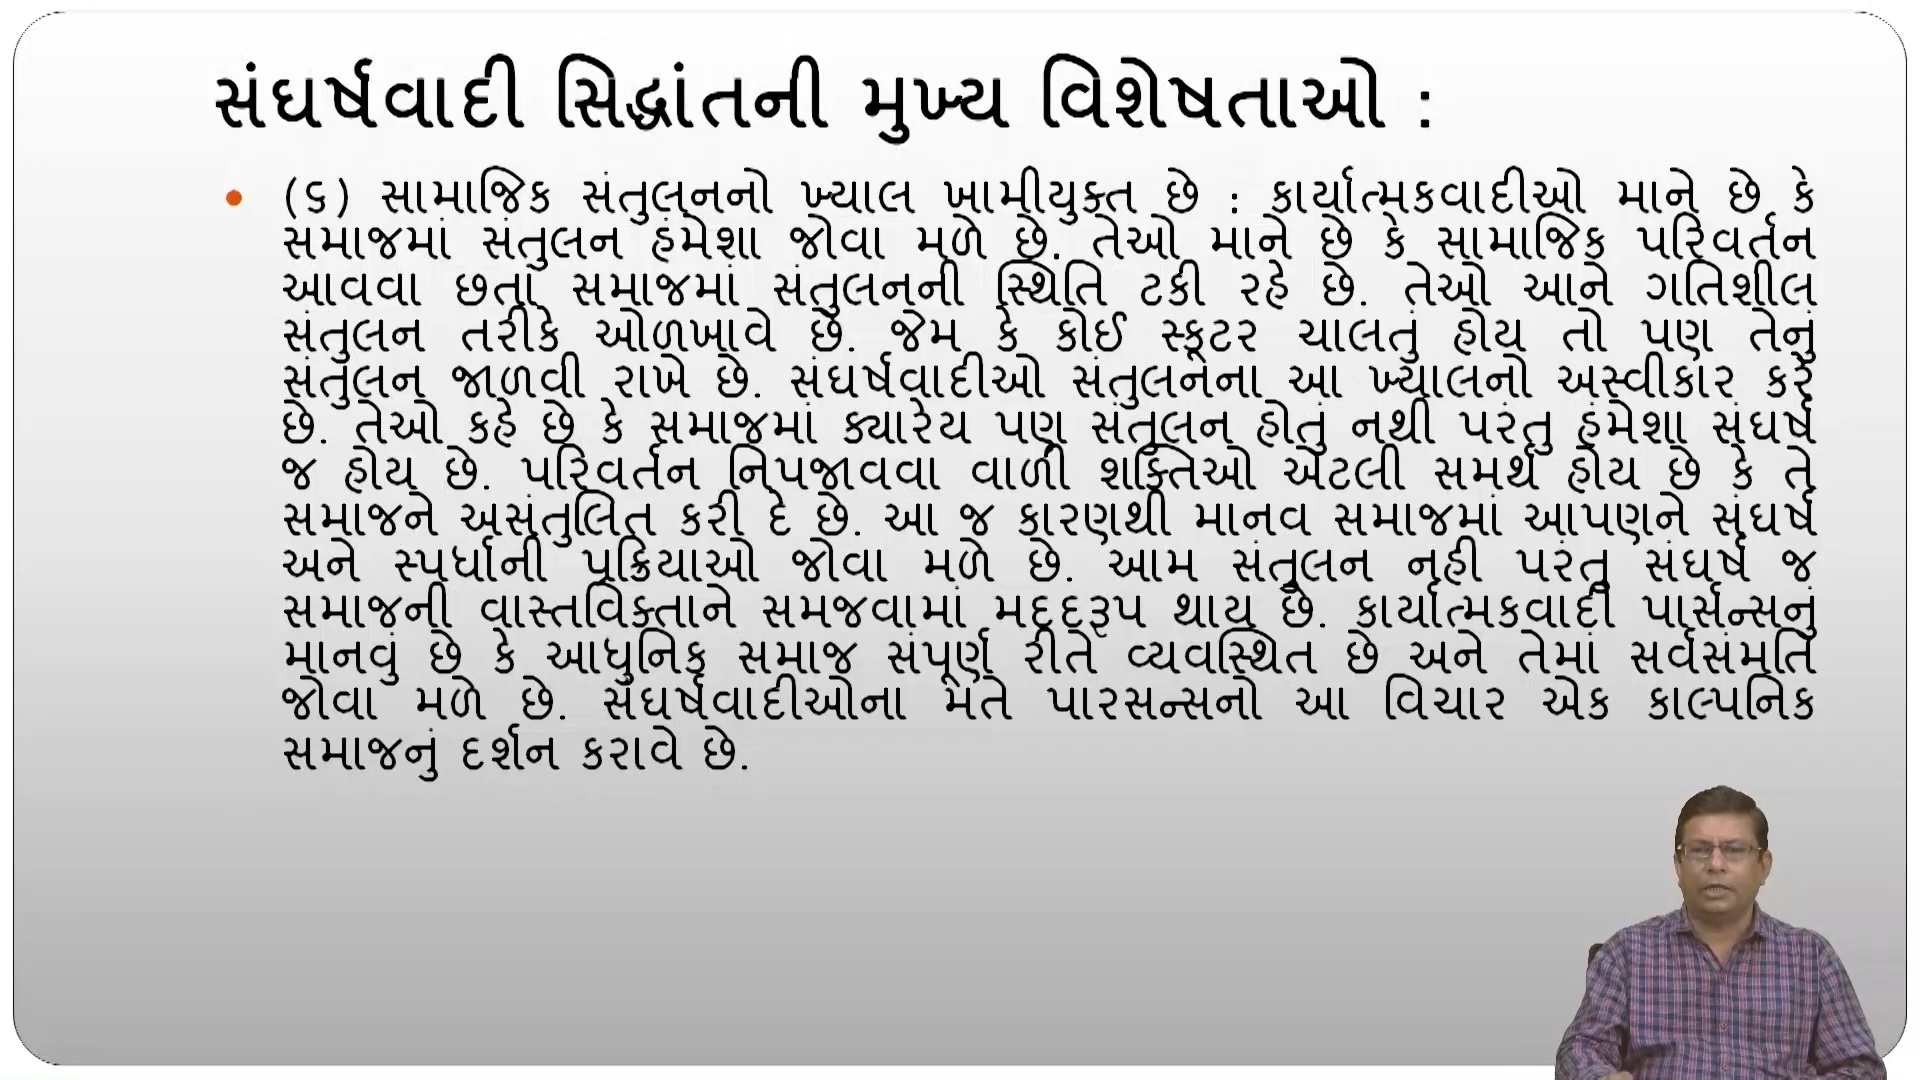 સંઘર્ષવાદી સિદ્ધાંતની મુખ્ય વિશેષતાઓ :
• (૬) સામાજિક સંતુલનનો ખ્યાલ ખામીયુક્ત છે : કાર્યાત્મકવાદીઓ માને છે કે
સમાજમાં સંતુલન હંમેશા જોવા મળે છે. તેઓ માને છે કે સામાજિક પરિવર્તન
આવવા છતાં સમાજમાં સંતુલનની સ્થિતિ ટકી રહે છે. તેઓ આને ગતિશીલ
સંતુલન તરીકે ઓળખાવે છે. જેમ કે કોઈ સ્કૂટર ચાલતું હોય તો પણ તેનું
સંતુલન જાળવી રાખે છે. સંઘર્ષવાદીઓ સંતુલનના આ ખ્યાલનો અસ્વીકાર કરે
છે. તેઓ કહે છે કે સમાજમાં ક્યારેય પણ સંતુલન હોતું નથી પરંતુ હંમેશા સંઘર્ષ
જ હોય છે. પરિવર્તન નિપજાવવા વાળી શક્તિઓ એટલી સમર્થ હોય છે કે તે
સમાજને અસંતુલિત કરી દે છે. આ જ કારણથી માનવ સમાજમાં આપણને સંઘર્ષ
અને સ્પર્ધાની પ્રક્રિયાઓ જોવા મળે છે. આમ સંતુલન નહી પરંતુ સંઘર્ષ જ
સમાજની વાસ્તવિક્તાને સમજવામાં મદદરૂપ થાય છે. કાર્યાત્મકવાદી પાર્સન્સનું
માનવું છે કે આધુનિક સમાજ સંપૂર્ણ રીતે વ્યવસ્થિત છે અને તેમાં સર્વસંમતિ
જોવા મળે છે. સંઘર્ષવાદીઓના મતે પારસન્સનો આ વિચાર એક કાલ્પનિક
સમાજનું દર્શન કરાવે છે.